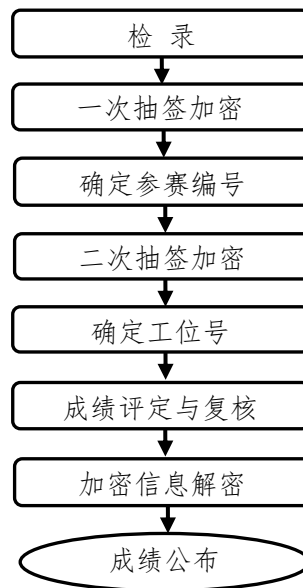 检 录
一次抽签加密
确定参赛编号
二次抽签加密
确定工位号
成绩评定与复核
加密信息解密
成绩公布